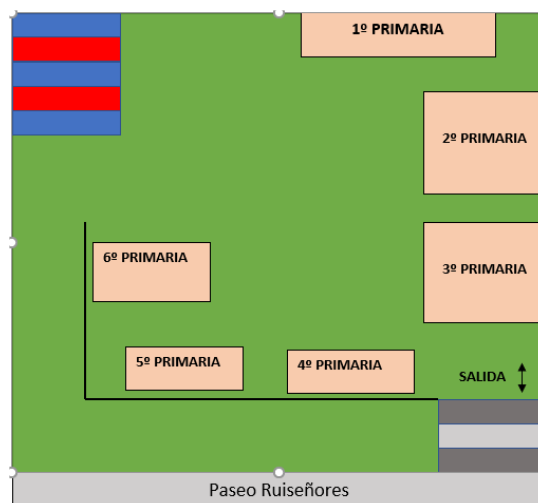 1º PRIMARIA
2º PRIMARIA
6º PRIMARIA
3º PRIMARIA
5º PRIMARIA
4º PRIMARIA
SALIDA
Paseo Ruiseñores